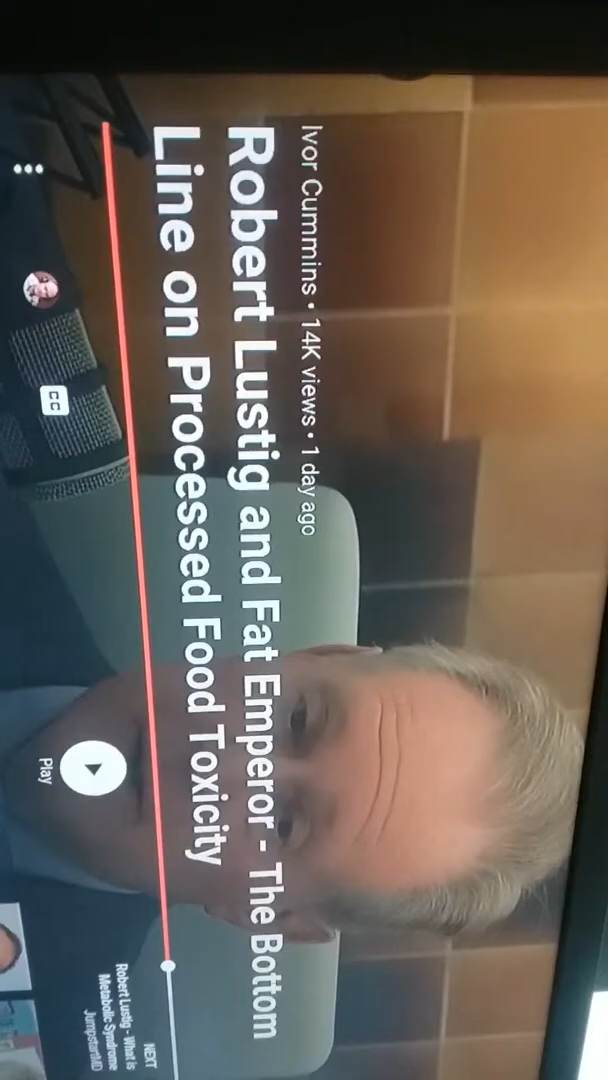 Ivor Cummins • 14K views • 1 day ago
Robert Lustig and Fat Emperor - The Bottom
Line on Processed Food Toxicity
CC
Play
NEXT
Robert Lustig - What is
Metabolic Syndrome
JumpstartMD